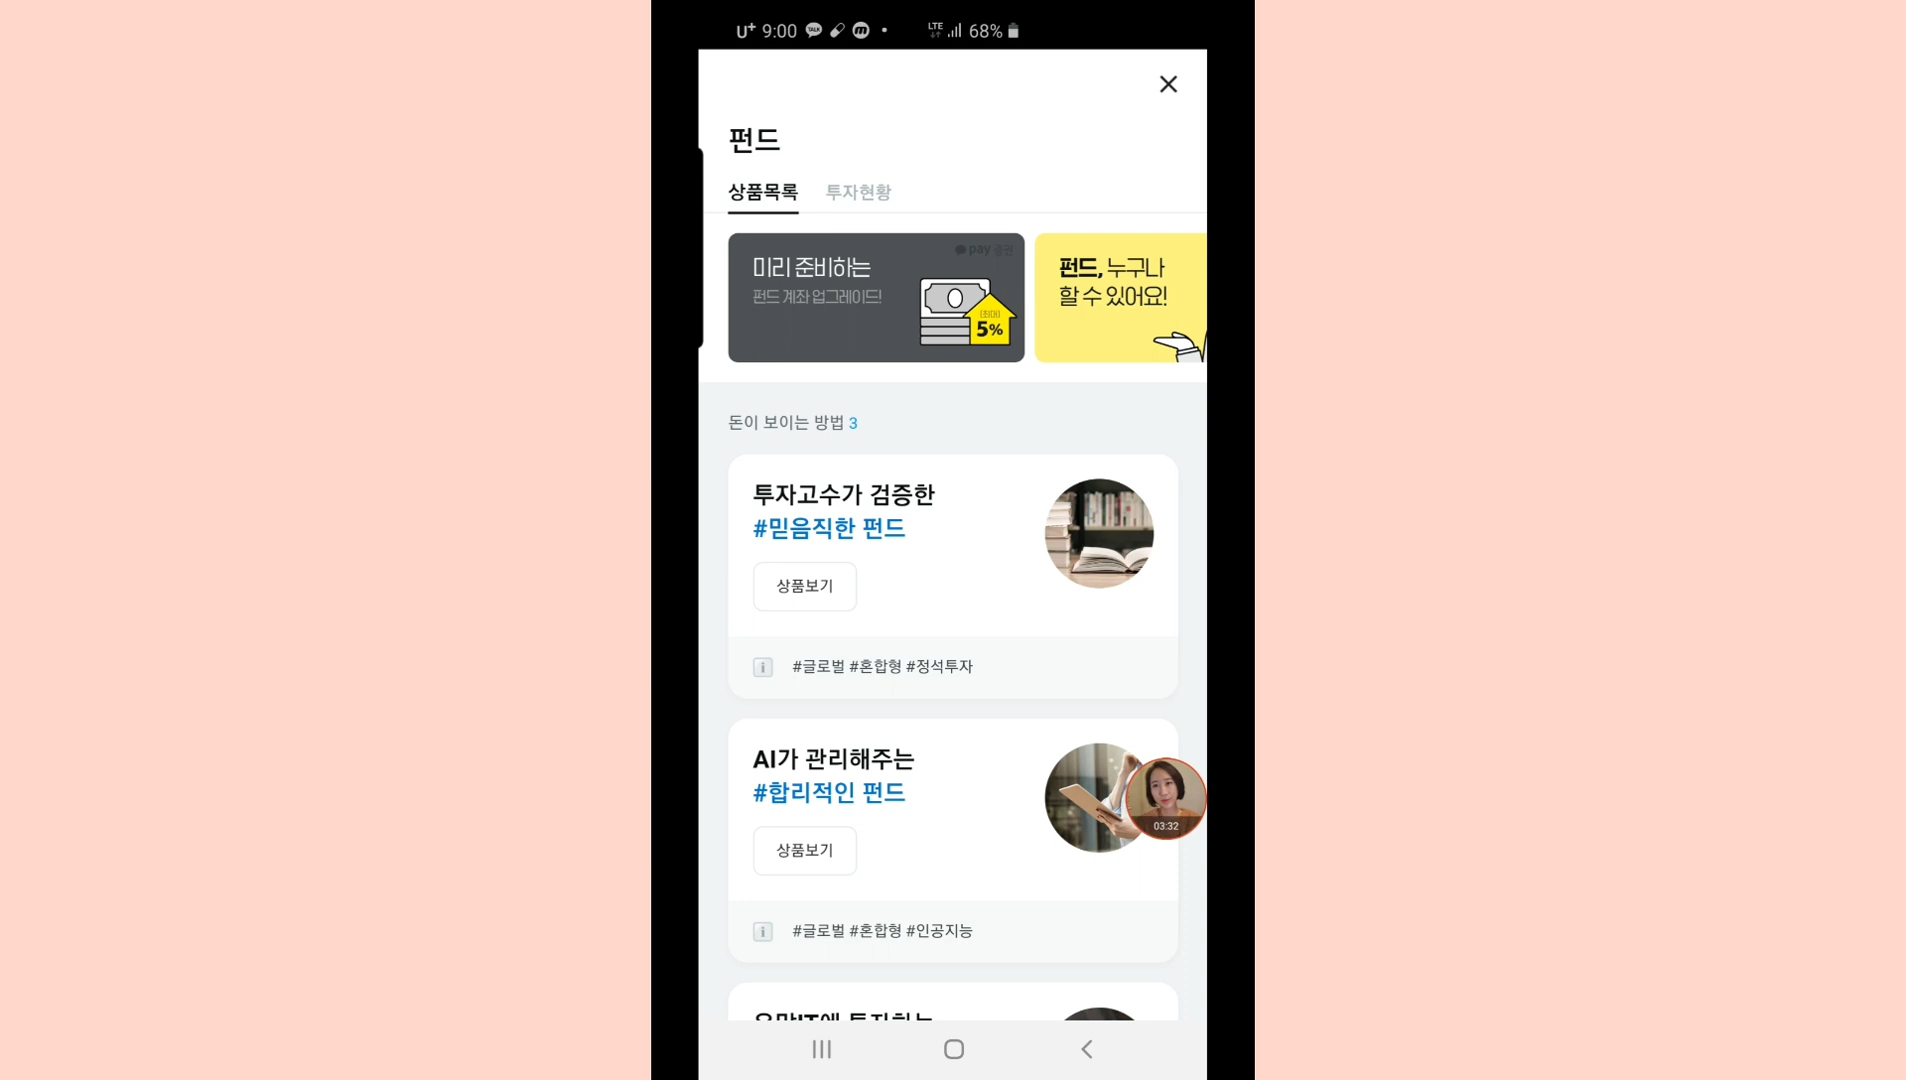 U+ 9:00 TALK m • LTE 68%
펀드
상품목록 투자현황
pay 증권
미리 준비하는
펀드 계좌 업그레이드!
최대
5%
펀드, 누구나
할 수 있어요!
돈이 보이는 방법 3
투자고수가 검증한
#믿음직한 펀드
상품보기
#글로벌 #혼합형 #정석투자
AI가 관리해주는
#합리적인 펀드
상품보기
03:32
#글로벌 #혼합형 #인공지능